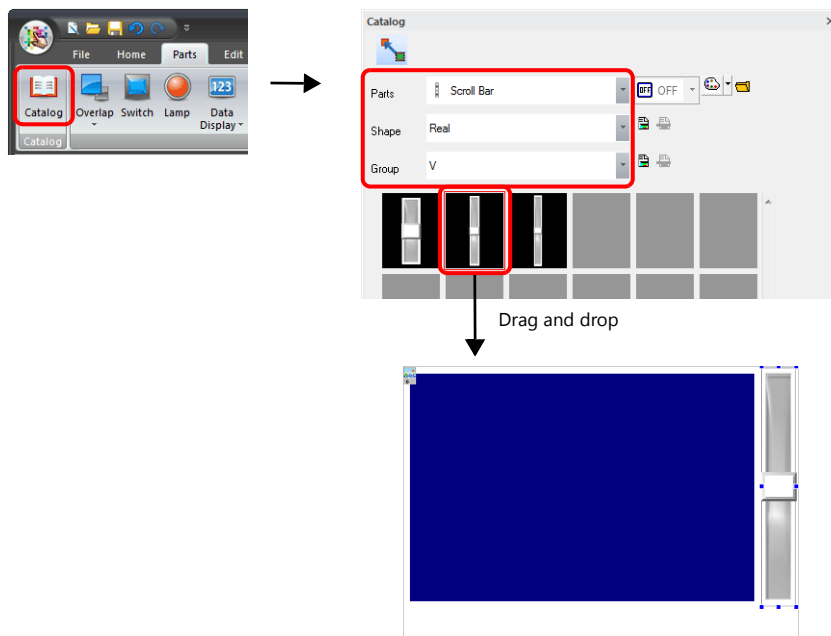 File Home Parts Edit
Catalog Overlap Switch Lamp Data Display
Catalog
Catalog
Parts Scroll Bar OFF OFF
Shape Real
Group V
Drag and drop
123